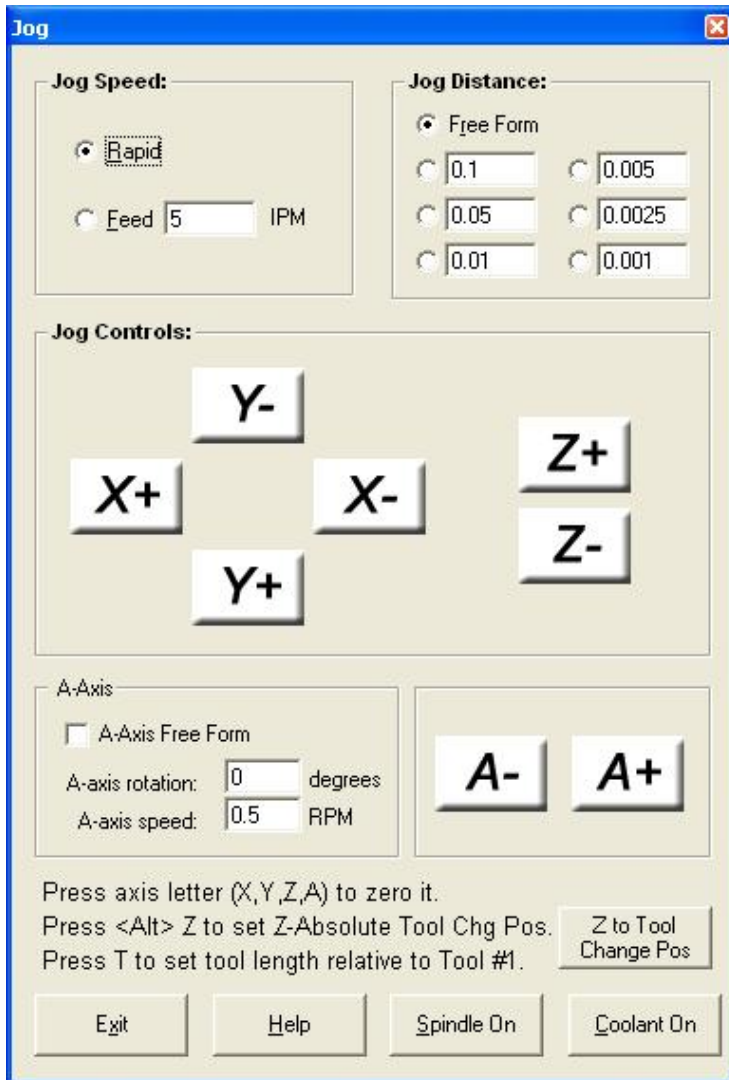 Jog
Jog Speed:
Rapid
Feed 5 IPM
Jog Distance:
Free Form
0.1 0.005
0.05 0.0025
0.01 0.001
Jog Controls:
Y-
X+ X-
Y+
Z+
Z-
A-Axis
A-Axis Free Form
A-axis rotation: 0 degrees
A-axis speed: 0.5 RPM
A- A+
Press axis letter (X,Y,Z,A) to zero it.
Press <Alt> Z to set Z-Absolute Tool Chg Pos.
Press T to set tool length relative to Tool #1.
Z to Tool
Change Pos
Exit Help Spindle On Coolant On